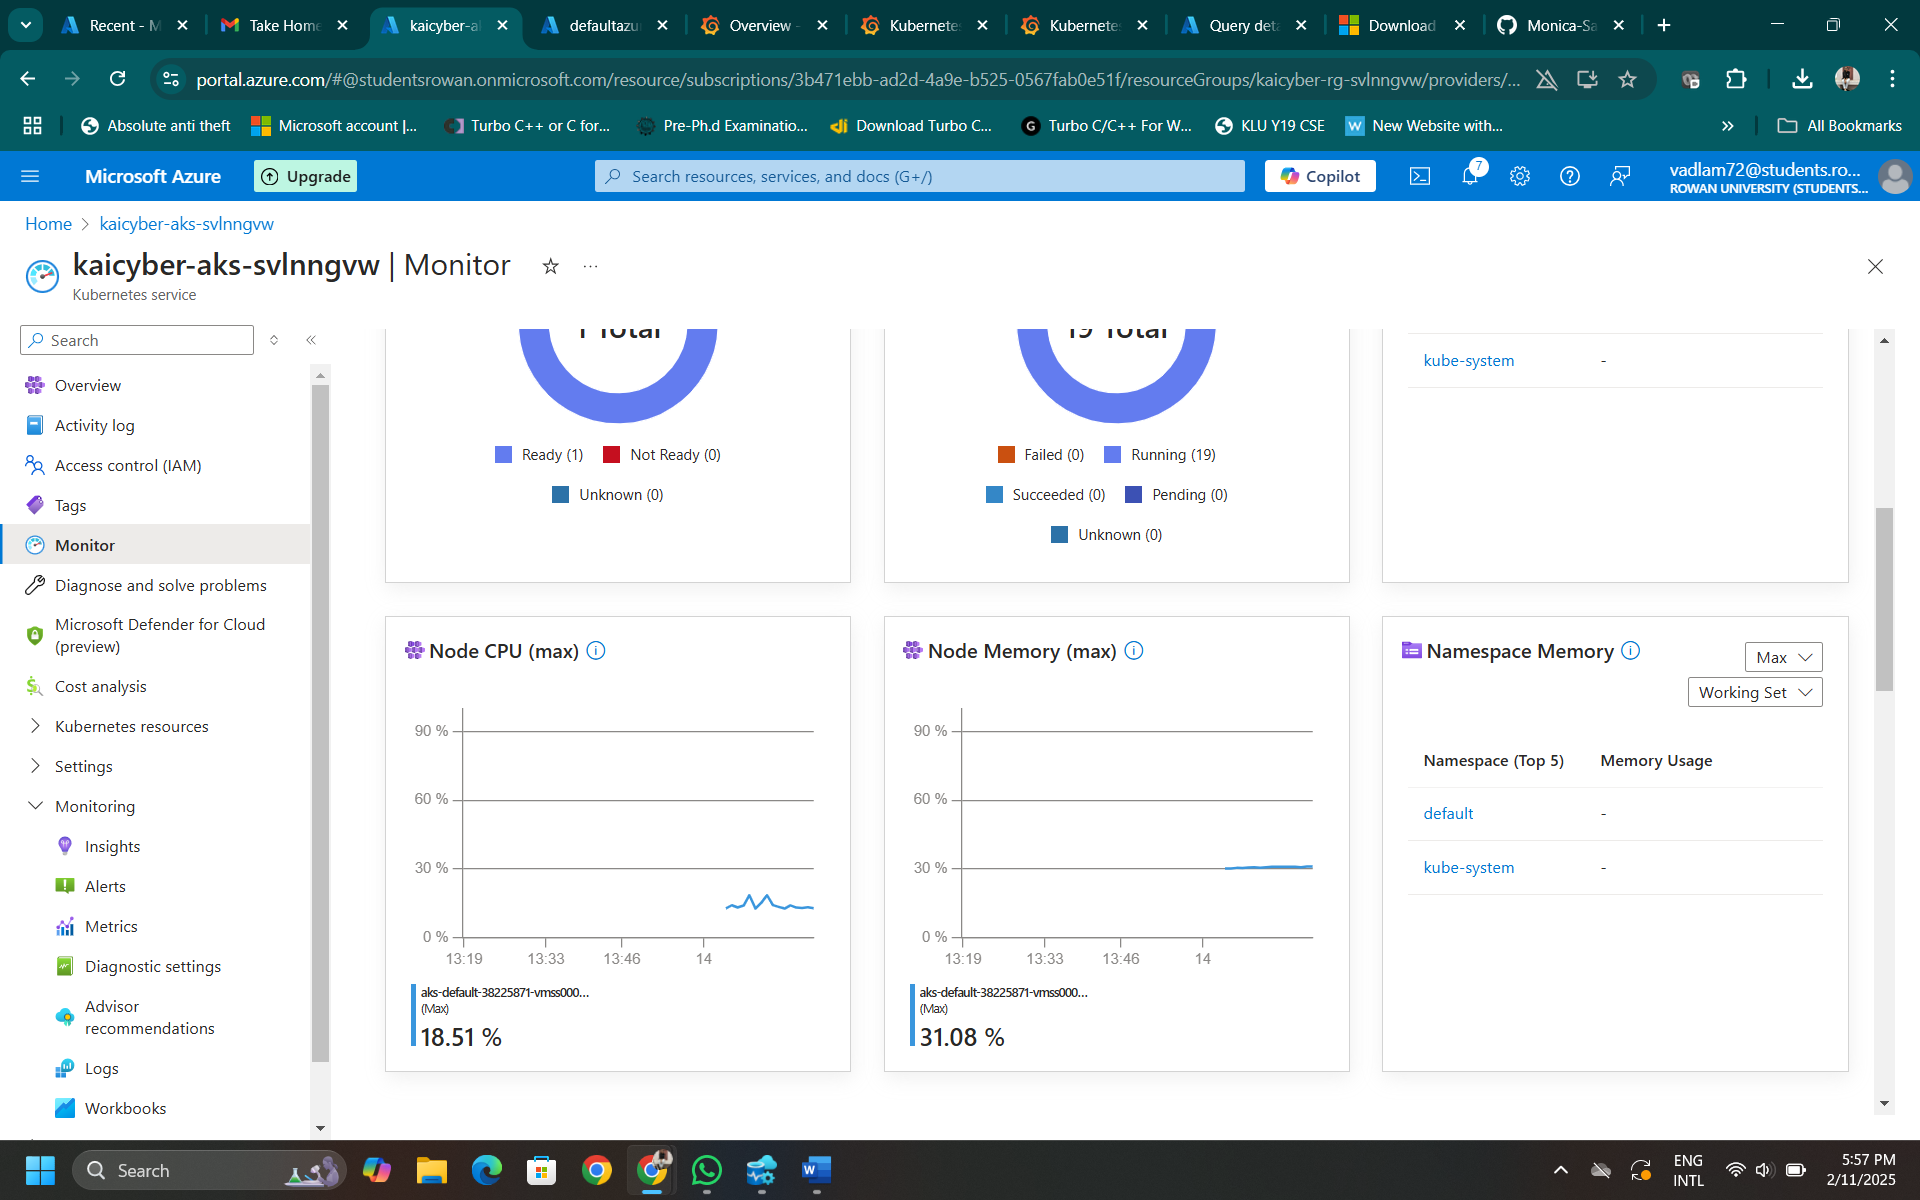 Recent - M
Take Home
kaicyber-a
defaultazu
Overview -
Kubernetes
Kubernetes
Query det
Download
Monica-Sa
portal.azure.com/#@studentsrowan.onmicrosoft.com/resource/subscriptions/3b471ebb-ad2d-4a9e-b525-0567fab0e51f/resourceGroups/kaicyber-rg-svlnngvw/providers/...
Absolute anti theft
Microsoft account |...
Turbo C++ or C for...
Pre-Ph.d Examinatio...
Download Turbo C...
Turbo C/C++ For W...
KLU Y19 CSE
New Website with...
All Bookmarks
Microsoft Azure
Upgrade
Search resources, services, and docs (G+/)
Copilot
7
vadlam72@students.ro...
ROWAN UNIVERSITY (STUDENTS...
Home > kaicyber-aks-svlnngvw
kaicyber-aks-svlnngvw | Monitor
Kubernetes service
Search
Overview
Activity log
Access control (IAM)
Tags
Monitor
Diagnose and solve problems
Microsoft Defender for Cloud
(preview)
Cost analysis
Kubernetes resources
Settings
Monitoring
Insights
Alerts
Metrics
Diagnostic settings
Advisor
recommendations
Logs
Workbooks
1 Total
Ready (1)
Not Ready (0)
Unknown (0)
19 Total
Failed (0)
Running (19)
Succeeded (0)
Pending (0)
Unknown (0)
kube-system -
Node CPU (max)
90 %
60 %
30 %
0 %
13:19 13:33 13:46 14
aks-default-38225871-vmss000...
(Max)
18.51 %
Node Memory (max)
90 %
60 %
30 %
0 %
13:19 13:33 13:46 14
aks-default-38225871-vmss000...
(Max)
31.08 %
Namespace Memory
Max
Working Set
Namespace (Top 5) Memory Usage
default -
kube-system -
Search
ENG
INTL
5:57 PM
2/11/2025